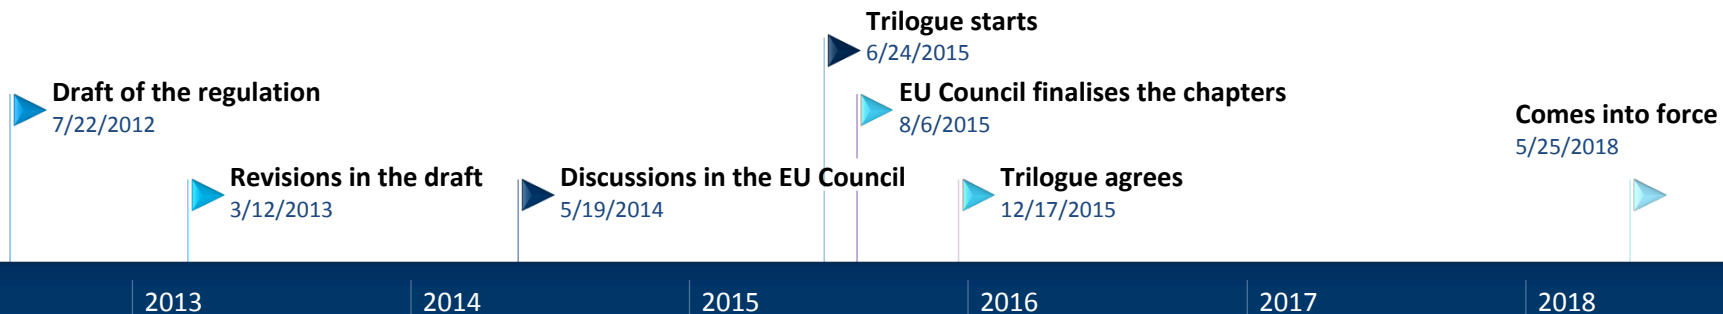 Trilogue starts
6/24/2015
Draft of the regulation
7/22/2012
EU Council finalises the chapters
8/6/2015
Comes into force
5/25/2018
Revisions in the draft
3/12/2013
Discussions in the EU Council
5/19/2014
Trilogue agrees
12/17/2015
2013
2014
2015
2016
2017
2018